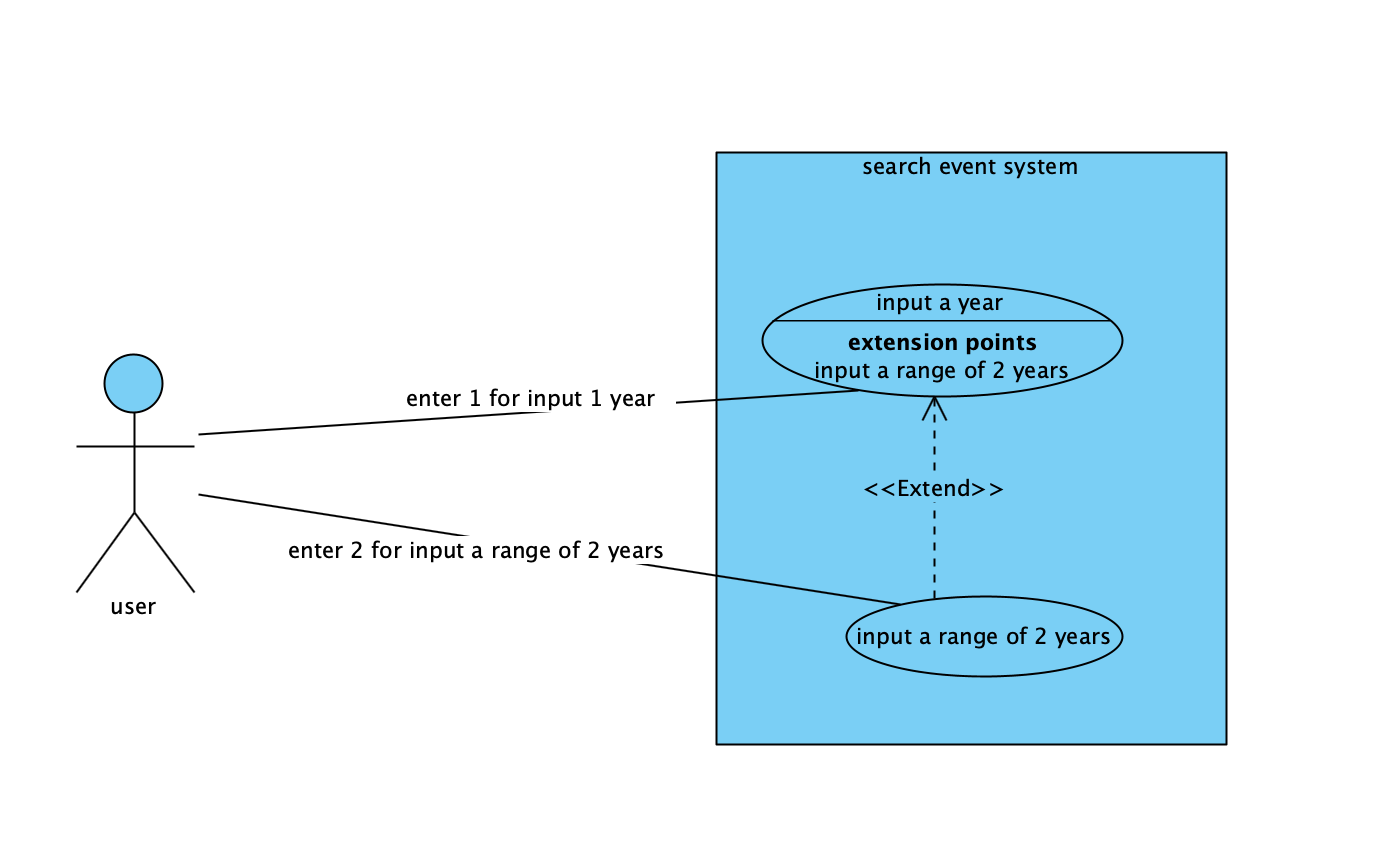 search event system
input a year
extension points
input a range of 2 years
enter 1 for input 1 year
<<Extend>>
enter 2 for input a range of 2 years
user
input a range of 2 years